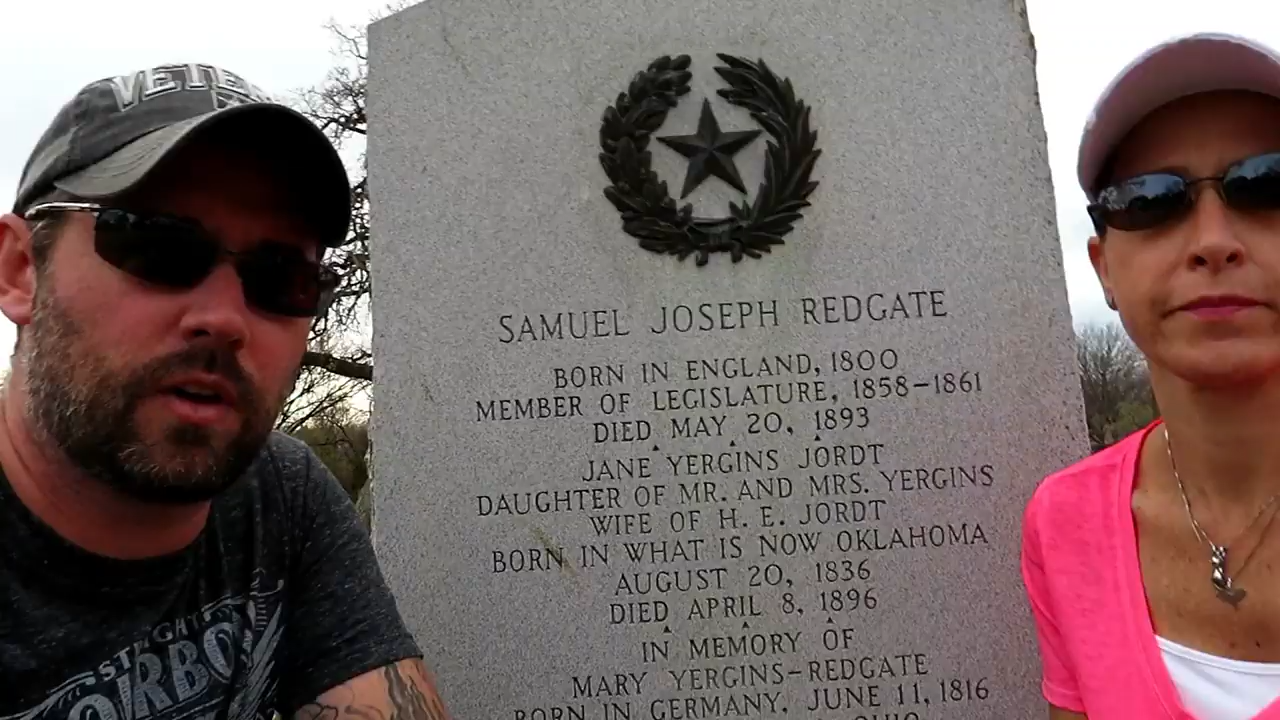 VETE
SAMUEL JOSEPH REDGATE
BORN IN ENGLAND, 1800
MEMBER OF LEGISLATURE, 1858-1861
DIED MAY 20, 1893
JANE YERGINS JORDT
DAUGHTER OF MR. AND MRS. YERGINS
WIFE OF H. E. JORDT
BORN IN WHAT IS NOW OKLAHOMA
AUGUST 20, 1836
DIED APRIL 8, 1896
IN MEMORY OF
MARY YERGINS-REDGATE
BORN IN GERMANY, JUNE 11, 1816
OHIO